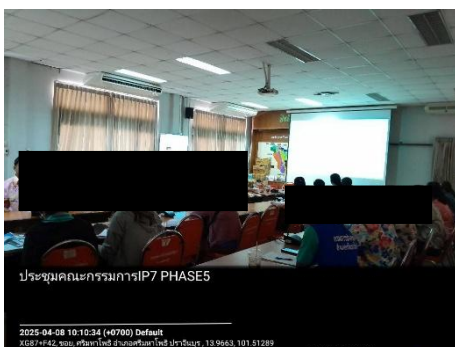 ประชุมคณะกรรมการIP7 PHASE5
2025-04-08 10:10:34 (+0700) Default
XG87+F42, ซอย, ศรีมหาโพธิ อำเภอศรีมหาโพธิ ปราจีนบุรี , 13.9663, 101.51289